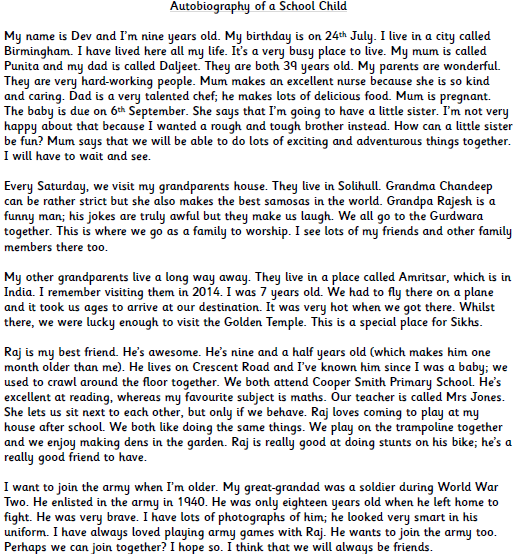 Autobiography of a School Child
My name is Dev and I'm nine years old. My birthday is on 24th July. I live in a city called
Birmingham. I have lived here all my life. It's a very busy place to live. My mum is called
Punita and my dad is called Daljeet. They are both 39 years old. My parents are wonderful.
They are very hard-working people. Mum makes an excellent nurse because she is so kind
and caring. Dad is a very talented chef; he makes lots of delicious food. Mum is pregnant.
The baby is due on 6th September. She says that I'm going to have a little sister. I'm not very
happy about that because I wanted a rough and tough brother instead. How can a little sister
be fun? Mum says that we will be able to do lots of exciting and adventurous things together.
I will have to wait and see.
Every Saturday, we visit my grandparents house. They live in Solihull. Grandma Chandeep
can be rather strict but she also makes the best samosas in the world. Grandpa Rajesh is a
funny man; his jokes are truly awful but they make us laugh. We all go to the Gurdwara
together. This is where we go as a family to worship. I see lots of my friends and other family
members there too.
My other grandparents live a long way away. They live in a place called Amritsar, which is in
India. I remember visiting them in 2014. I was 7 years old. We had to fly there on a plane
and it took us ages to arrive at our destination. It was very hot when we got there. Whilst
there, we were lucky enough to visit the Golden Temple. This is a special place for Sikhs.
Raj is my best friend. He's awesome. He's nine and a half years old (which makes him one
month older than me). He lives on Crescent Road and I've known him since I was a baby; we
used to crawl around the floor together. We both attend Cooper Smith Primary School. He's
excellent at reading, whereas my favourite subject is maths. Our teacher is called Mrs Jones.
She lets us sit next to each other, but only if we behave. Raj loves coming to play at my
house after school. We both like doing the same things. We play on the trampoline together
and we enjoy making dens in the garden. Raj is really good at doing stunts on his bike; he's a
really good friend to have.
I want to join the army when I'm older. My great-grandad was a soldier during World War
Two. He enlisted in the army in 1940. He was only eighteen years old when he left home to
fight. He was very brave. I have lots of photographs of him; he looked very smart in his
uniform. I have always loved playing army games with Raj. He wants to join the army too.
Perhaps we can join together? I hope so. I think that we will always be friends.